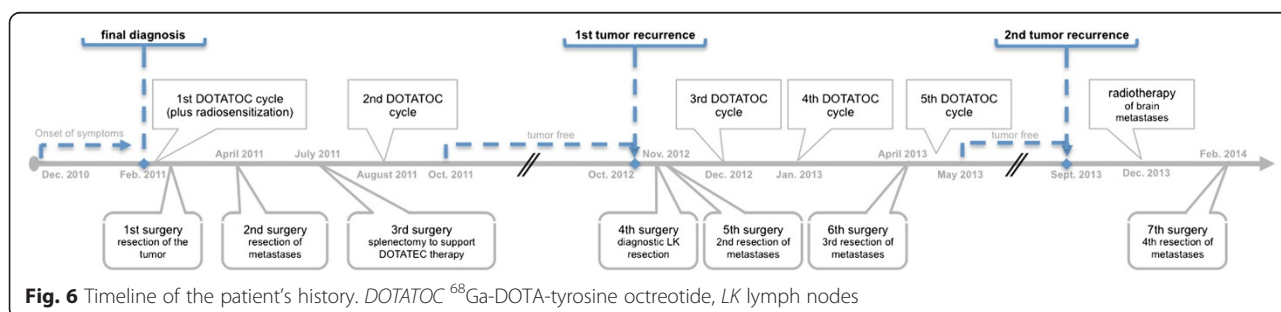 final diagnosis
1st tumor recurrence
2nd tumor recurrence
1st DOTATOC cycle
(plus radiosensitization)
2nd DOTATOC
cycle
3rd DOTATOC
cycle
4th DOTATOC
cycle
5th DOTATOC
cycle
radiotherapy
of brain
metastases
Onset of symptoms
tumor free
tumor free
April 2011
July 2011
Nov. 2012
April 2013
Feb. 2014
Dec. 2010
Feb. 2011
August 2011
Oct. 2011
Oct. 2012
Dec. 2012
Jan. 2013
May 2013
Sept. 2013
Dec. 2013
1st surgery
resection of the
tumor
2nd surgery
resection of
metastases
3rd surgery
splenectomy to support
DOTATEC therapy
4th surgery
diagnostic LK
resection
5th surgery
2nd resection of
metastases
6th surgery
3rd resection of
metastases
7th surgery
4th resection of
metastases
Fig. 6 Timeline of the patient's history. DOTATOC ⁶⁸Ga-DOTA-tyrosine octreotide, LK lymph nodes